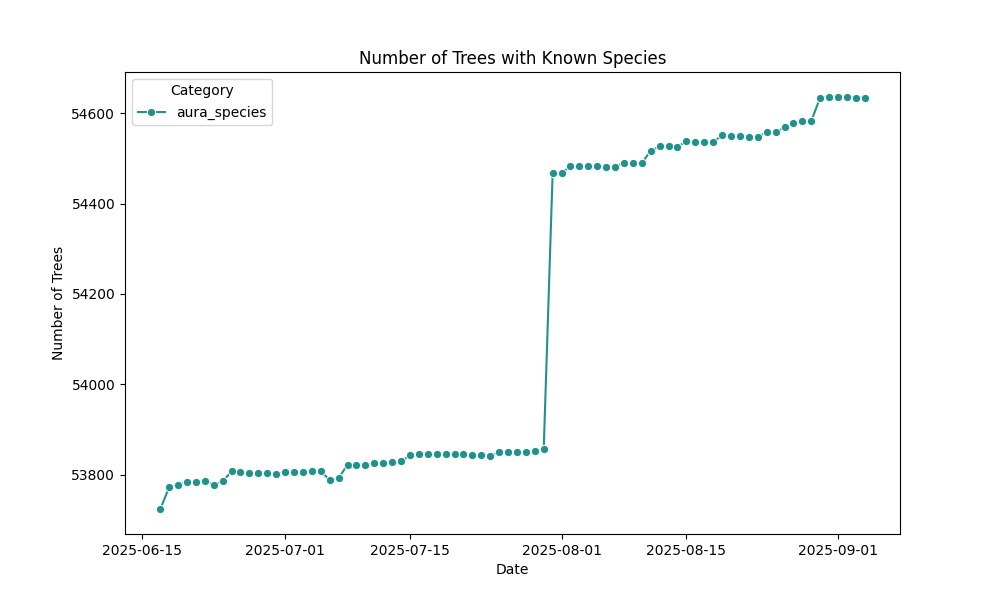 Number of Trees with Known Species
Category
aura_species
54600
54400
54200
54000
53800
Number of Trees
2025-06-15
2025-07-01
2025-07-15
2025-08-01
2025-08-15
2025-09-01
Date